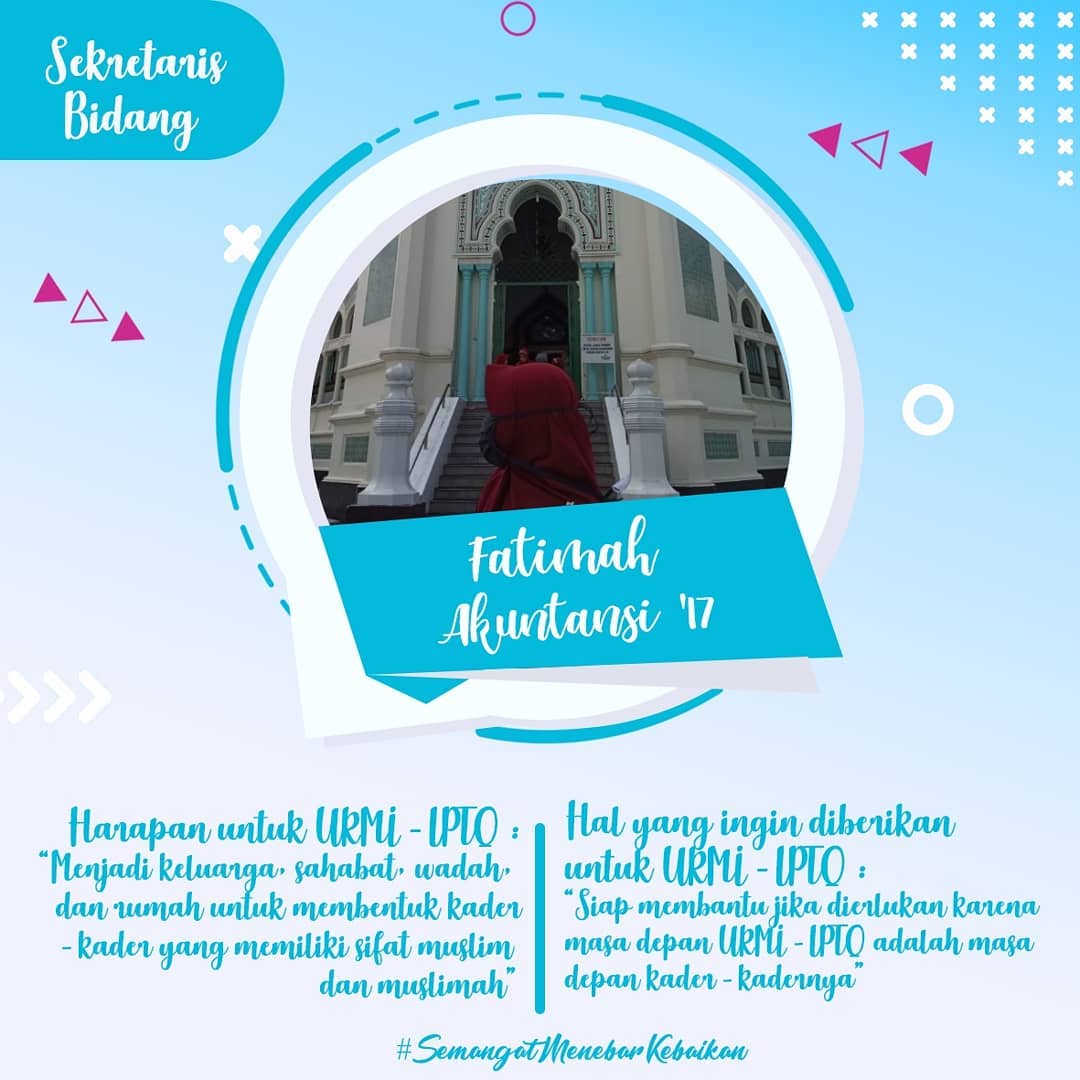 Sekretaris
Bidang
Fatimah
Akuntansi '17
Harapan untuk URMI - LPTQ :
“Menjadi keluarga, sahabat, wadah,
dan rumah untuk membentuk kader
- kader yang memiliki sifat muslim
dan muslimah”
Hal yang ingin diberikan
untuk URMI - LPTQ :
“Siap membantu jika dierlukan karena
masa depan URMI - LPTQ adalah masa
depan kader - kadernya”
#SemangatMenebarKebaikan